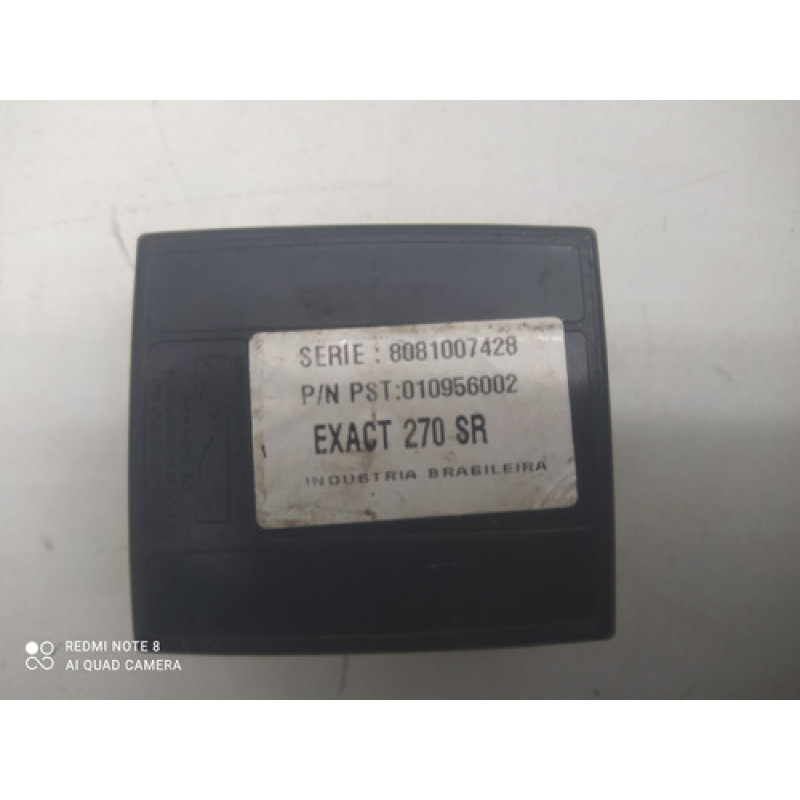 SERIE : 8081007428
P/N PST:010956002
EXACT 270 SR
INDUSTRIA BRASILEIRA
REDMI NOTE 8
AI QUAD CAMERA